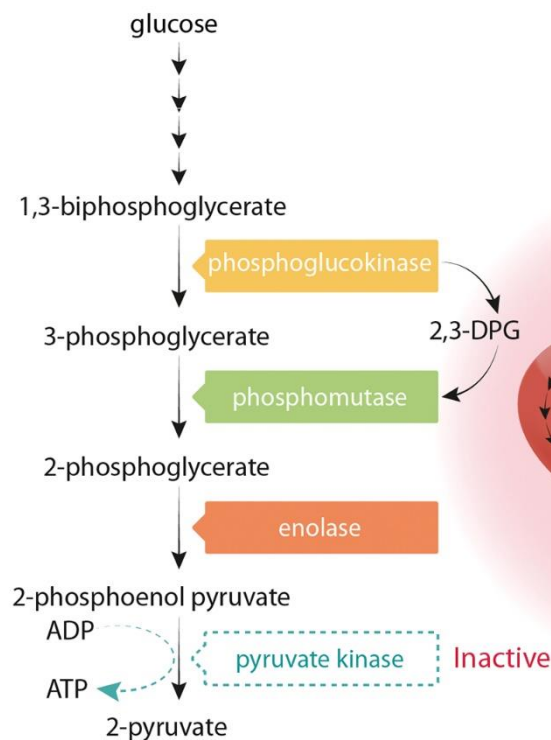 glucose
1,3-biphosphoglycerate
phosphoglucokinase
3-phosphoglycerate
2,3-DPG
phosphomutase
2-phosphoglycerate
enolase
2-phosphoenol pyruvate
ADP
pyruvate kinase
Inactive
ATP
2-pyruvate